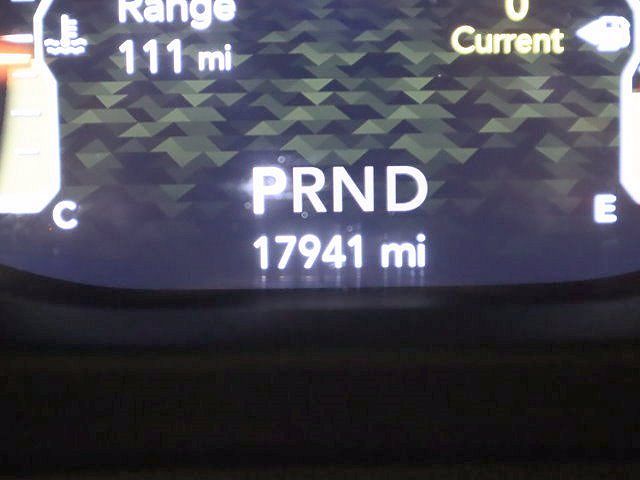 Range
0
111 mi
Current
PRND
C
E
17941 mi